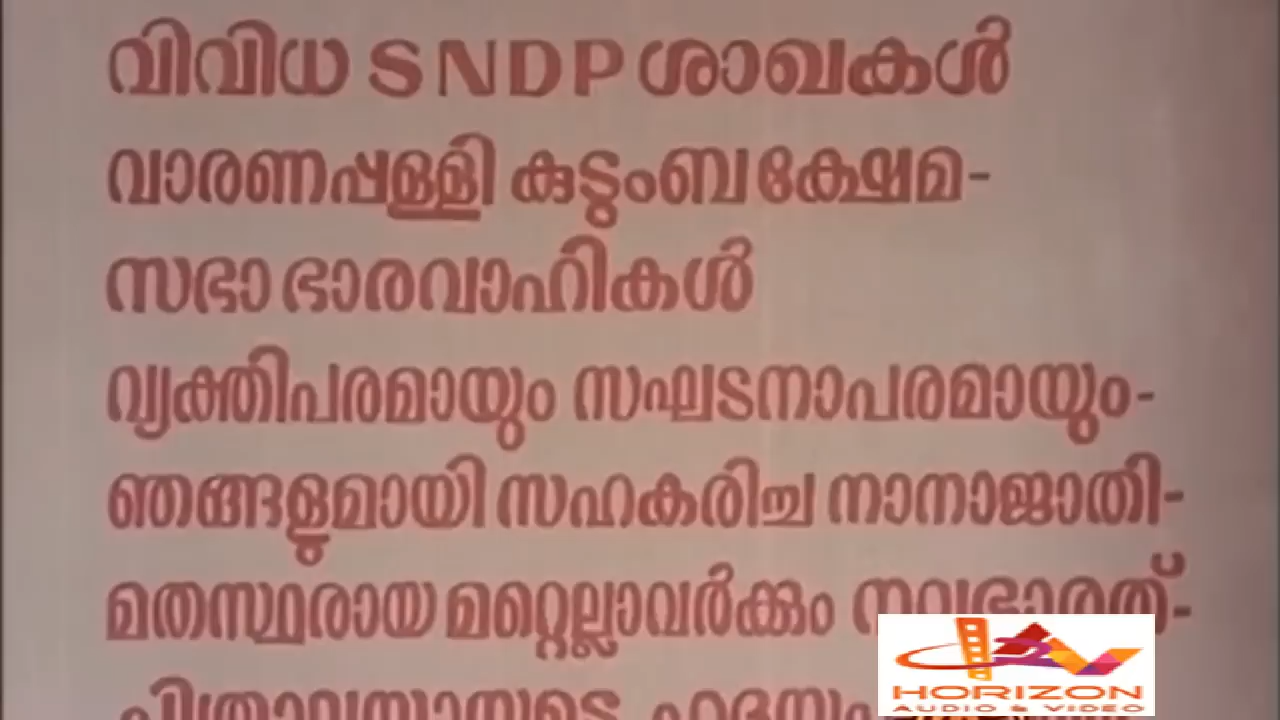 വിവിധ S N D P ശാഖകൾ
വാരണപ്പള്ളി കുടുംബക്ഷേമ-
സഭാ ഭാരവാഹികൾ
വ്യക്തിപരമായും സംഘടനാപരമായും-
ഞങ്ങളുമായി സഹകരിച്ച നാനാജാതി-
മതസ്ഥരായ മറ്റെല്ലാവർക്കും നവഭാരത്-
HORIZON
AUDIO & VIDEO